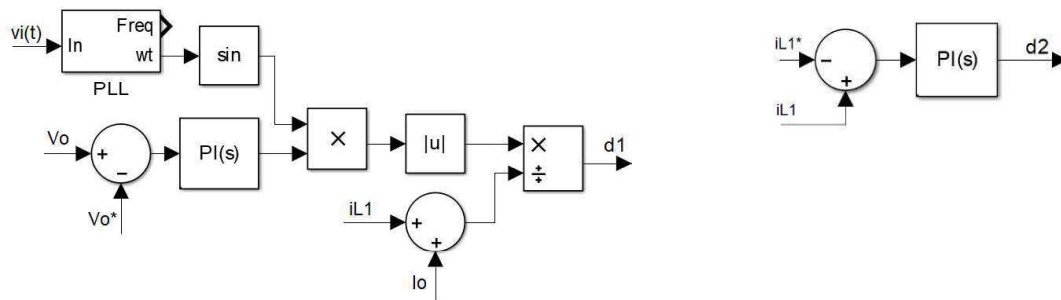 vi(t)
In
Freq
wt
PLL
sin
Vo
+
−
Vo*
PI(s)
×
|u|
iL1
+
+
Io
×
÷
d1
iL1*
−
+
iL1
PI(s)
d2